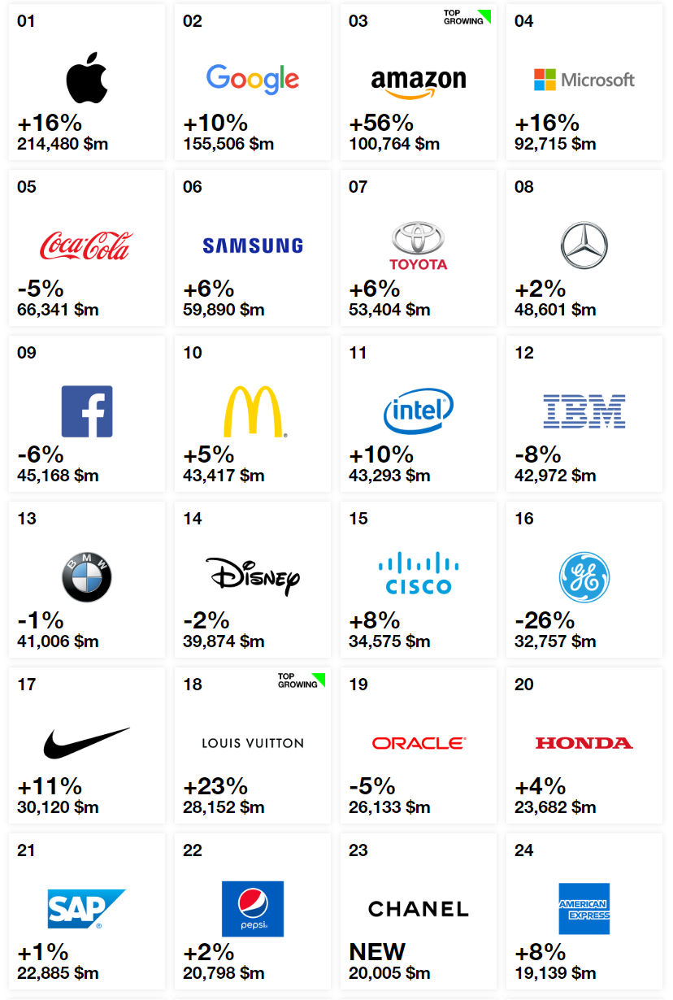 01
+16%
214,480 $m
02
Google
+10%
155,506 $m
03
TOP
GROWING
amazon
+56%
100,764 $m
04
Microsoft
+16%
92,715 $m
05
Coca-Cola
-5%
66,341 $m
06
SAMSUNG
+6%
59,890 $m
07
TOYOTA
+6%
53,404 $m
08
+2%
48,601 $m
09
f
-6%
45,168 $m
10
M
®
+5%
43,417 $m
11
intel
+10%
43,293 $m
12
IBM
-8%
42,972 $m
13
BMW
-1%
41,006 $m
14
Disney
-2%
39,874 $m
15
CISCO
+8%
34,575 $m
16
GE
-26%
32,757 $m
17
+11%
30,120 $m
18
TOP
GROWING
LOUIS VUITTON
+23%
28,152 $m
19
ORACLE®
-5%
26,133 $m
20
HONDA
+4%
23,682 $m
21
SAP®
+1%
22,885 $m
22
pepsi
+2%
20,798 $m
23
CHANEL
NEW
20,005 $m
24
AMERICAN
EXPRESS
+8%
19,139 $m